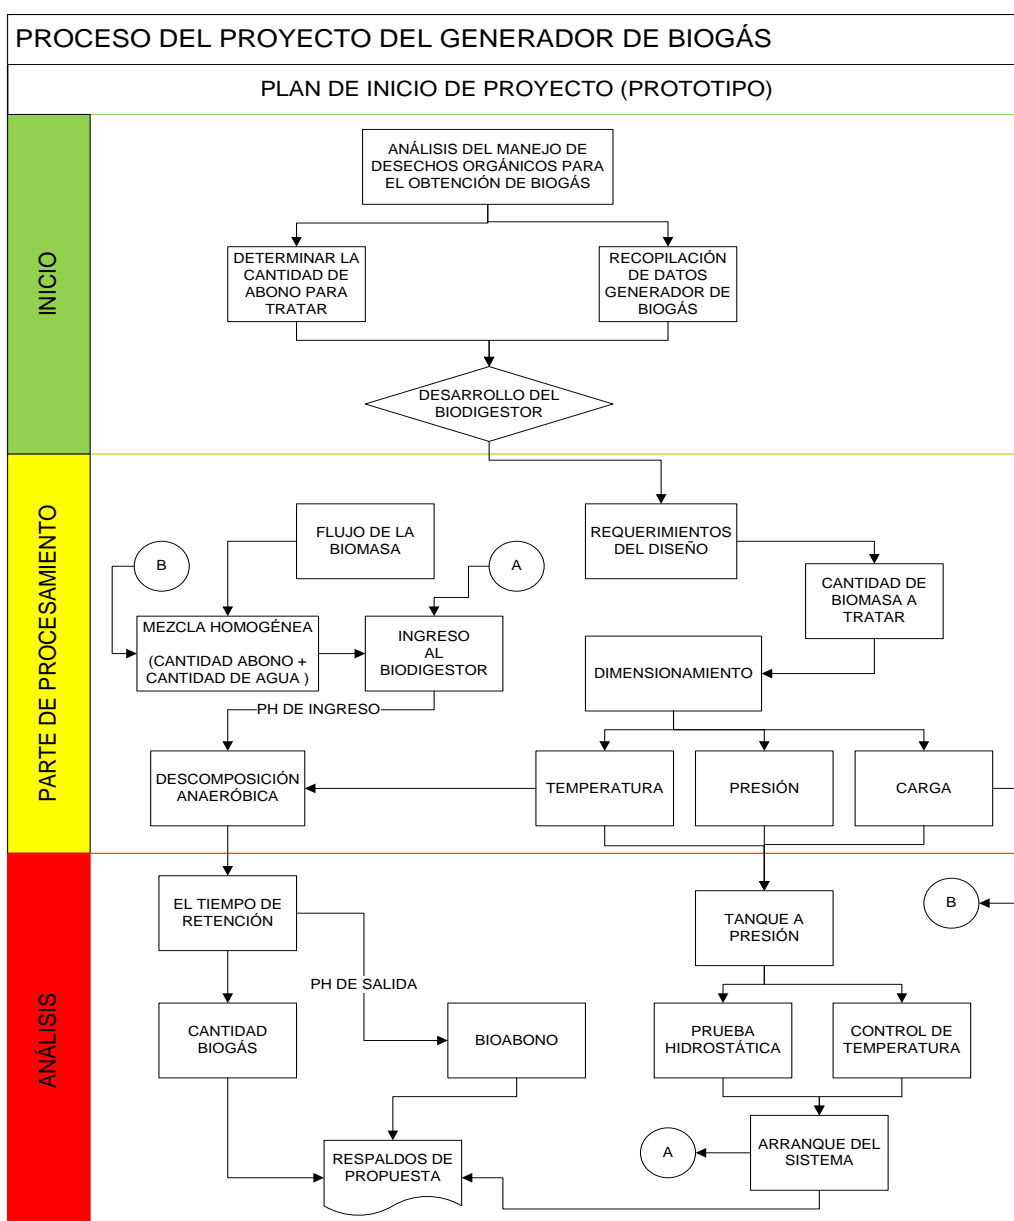 PROCESO DEL PROYECTO DEL GENERADOR DE BIOGÁS
PLAN DE INICIO DE PROYECTO (PROTOTIPO)
INICIO
ANÁLISIS DEL MANEJO DE
DESECHOS ORGÁNICOS PARA
EL OBTENCIÓN DE BIOGÁS
DETERMINAR LA
CANTIDAD DE
ABONO PARA
TRATAR
RECOPILACIÓN
DE DATOS
GENERADOR DE
BIOGÁS
DESARROLLO DEL
BIODIGESTOR
PARTE DE PROCESAMIENTO
FLUJO DE LA
BIOMASA
REQUERIMIENTOS
DEL DISEÑO
B
A
CANTIDAD DE
BIOMASA A
TRATAR
MEZCLA HOMOGÉNEA
(CANTIDAD ABONO +
CANTIDAD DE AGUA )
INGRESO
AL
BIODIGESTOR
DIMENSIONAMIENTO
PH DE INGRESO
DESCOMPOSICIÓN
ANAERÓBICA
TEMPERATURA
PRESIÓN
CARGA
ANÁLISIS
EL TIEMPO DE
RETENCIÓN
TANQUE A
PRESIÓN
B
PH DE SALIDA
CANTIDAD
BIOGÁS
BIOABONO
PRUEBA
HIDROSTÁTICA
CONTROL DE
TEMPERATURA
RESPALDOS DE
PROPUESTA
A
ARRANQUE DEL
SISTEMA